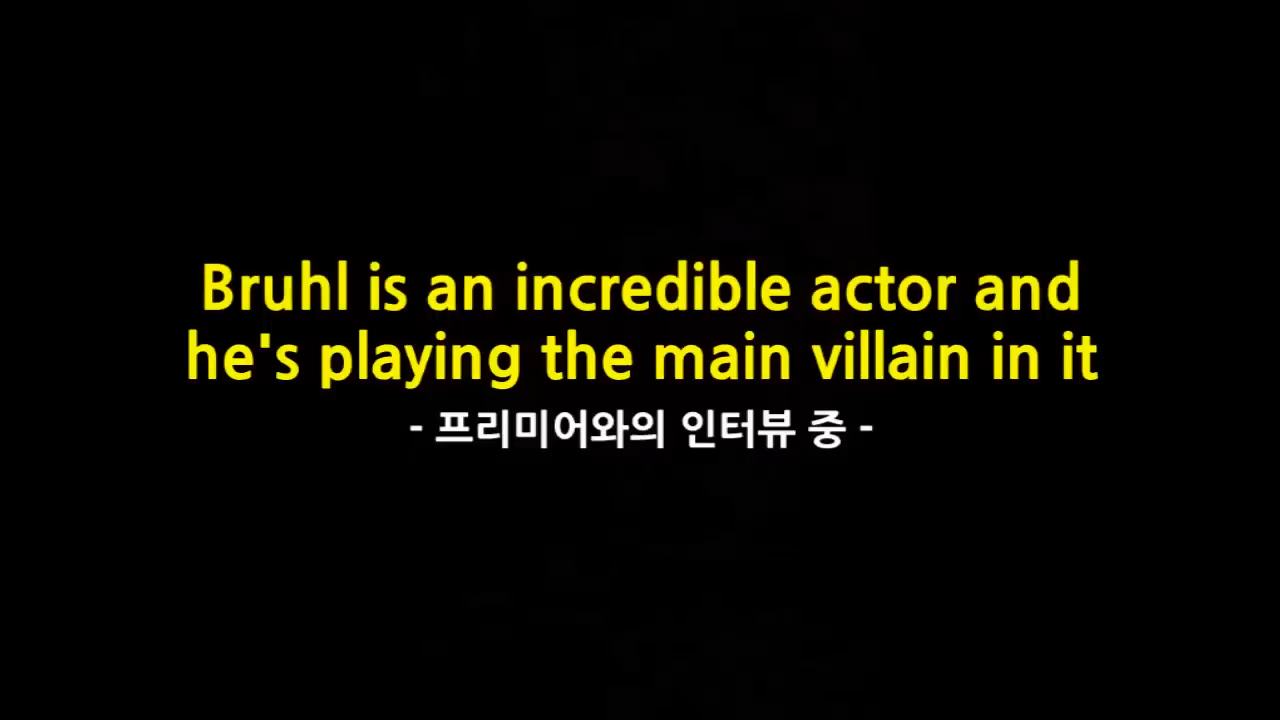 Bruhl is an incredible actor and
he's playing the main villain in it
- 프리미어와의 인터뷰 중 -